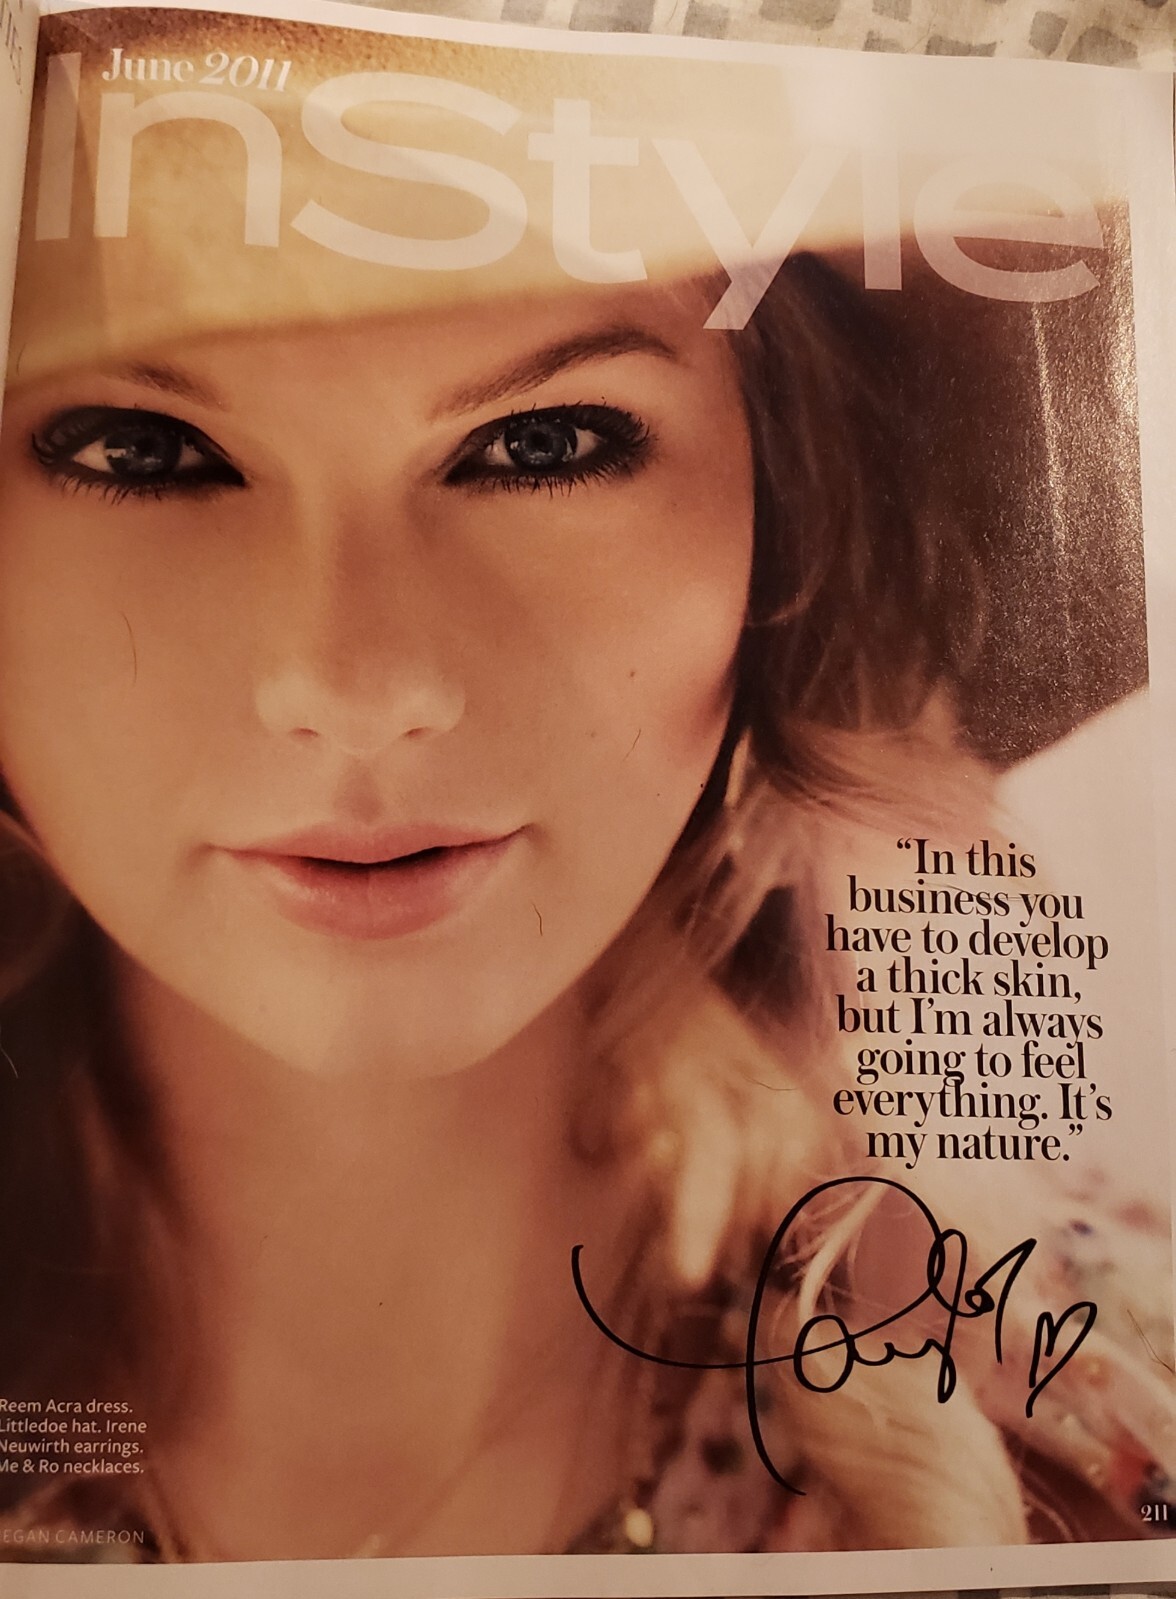 June 2011
InStyle
“In this
business you
have to develop
a thick skin,
but I’m always
going to feel
everything. It’s
my nature.”
Taylor
Reem Acra dress.
Littledoe hat. Irene
Neuwirth earrings.
Me & Ro necklaces.
EGAN CAMERON
211